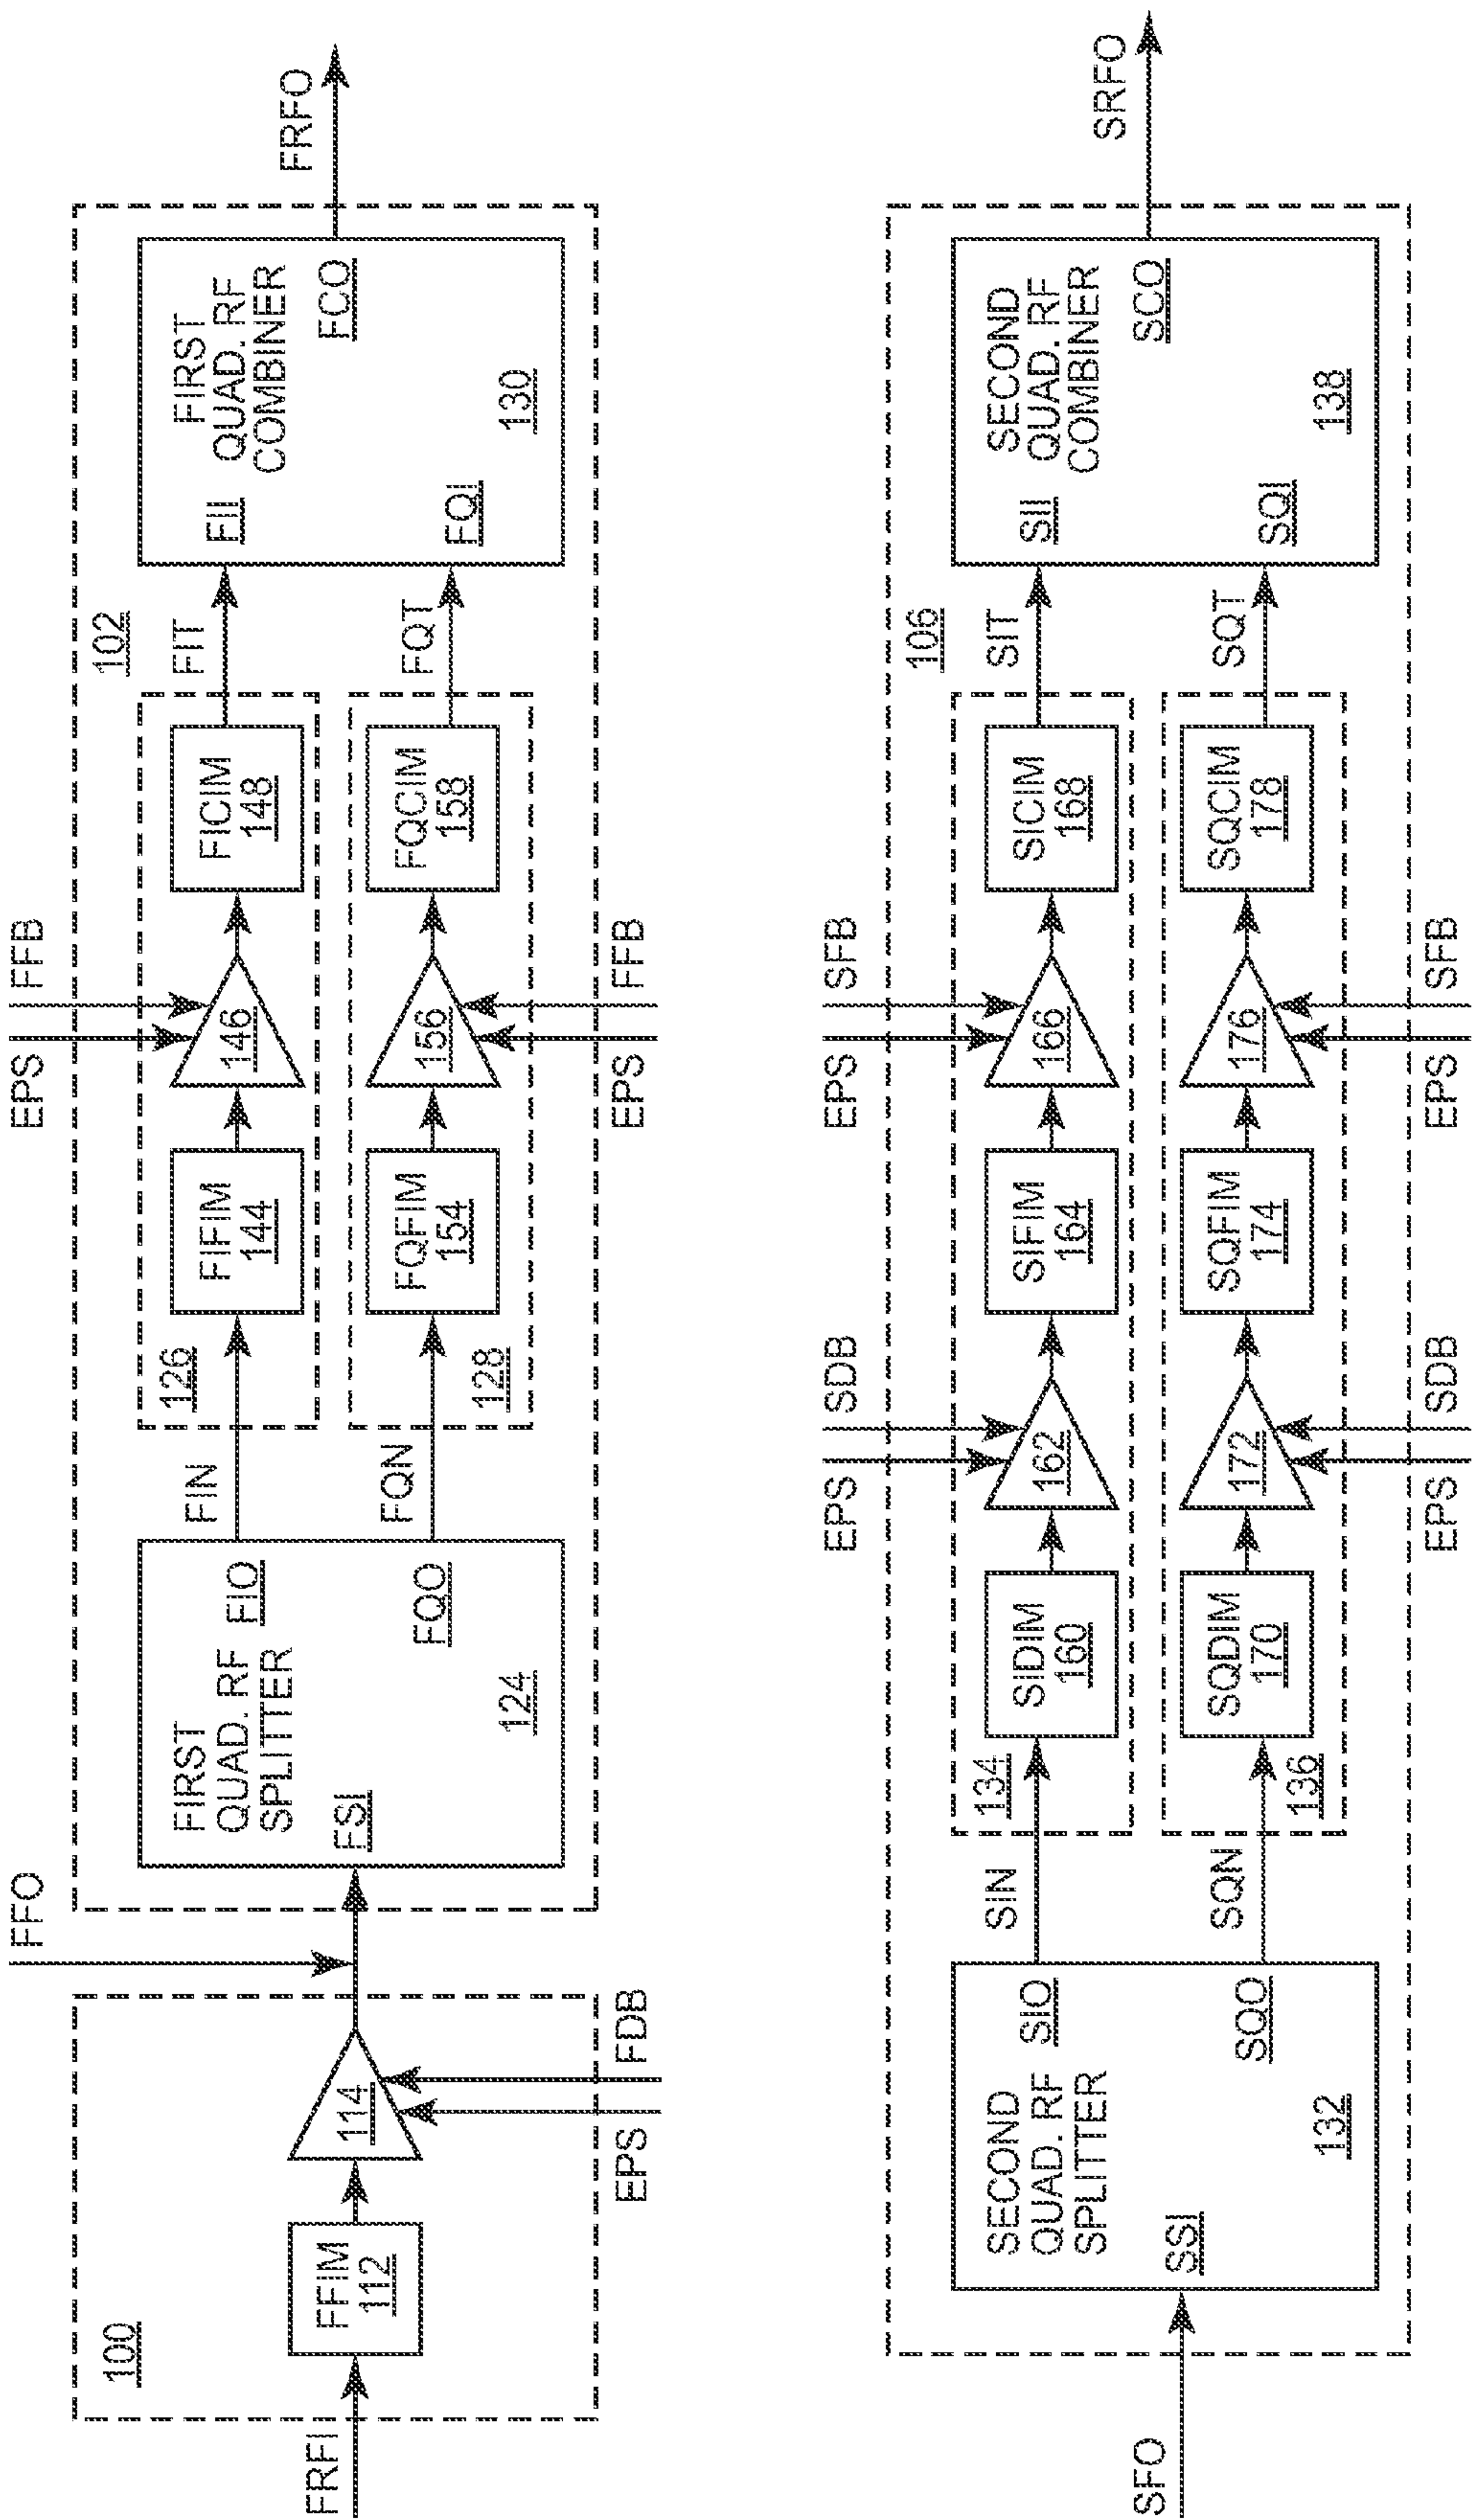 FRFI
100
FFIM
112
114
EPS
FDB
FFO
FIRST
QUAD. RF
SPLITTER
FSI
FIO
FQO
124
FIN
FQN
126
FIFIM
144
EPS
FFB
146
FICIM
148
FIT
128
FQFIM
154
156
EPS
FFB
FQCIM
158
FQT
102
FII
FIRST
QUAD. RF
COMBINER
FQI
FCO
130
FRFO
SFO
SECOND
QUAD. RF
SPLITTER
SSI
SIO
SQO
132
SIN
SQN
134
SIDIM
160
EPS
SDB
162
SIFIM
164
EPS
SFB
166
SICIM
168
SIT
136
SQDIM
170
172
EPS
SDB
SQFIM
174
176
EPS
SFB
SQCIM
178
SQT
106
SII
SECOND
QUAD. RF
COMBINER
SQI
SCO
138
SRFO